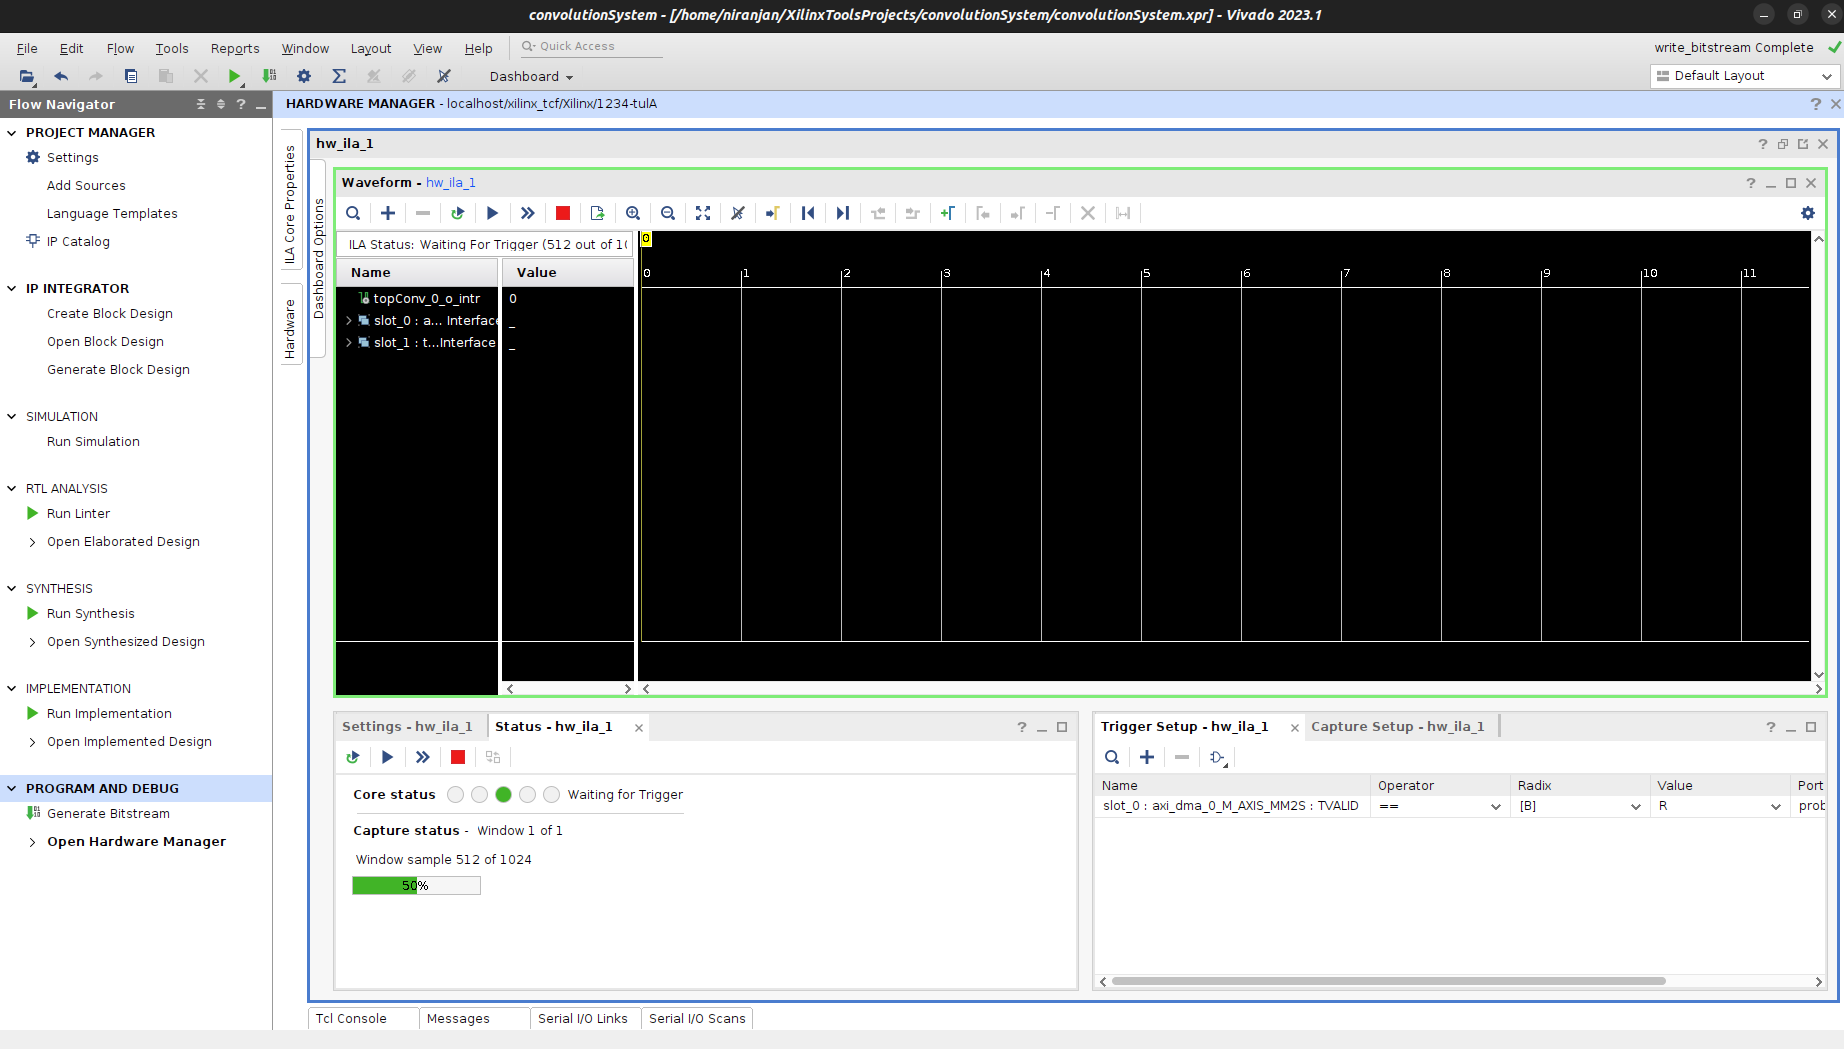 convolutionSystem - [/home/niranjan/XilinxToolsProjects/convolutionSystem/convolutionSystem.xpr] - Vivado 2023.1
File Edit Flow Tools Reports Window Layout View Help Quick Access
write_bitstream Complete
Dashboard
Default Layout
Flow Navigator
HARDWARE MANAGER - localhost/xilinx_tcf/Xilinx/1234-tulA
PROJECT MANAGER
Settings
Add Sources
Language Templates
IP Catalog
IP INTEGRATOR
Create Block Design
Open Block Design
Generate Block Design
SIMULATION
Run Simulation
RTL ANALYSIS
Run Linter
Open Elaborated Design
SYNTHESIS
Run Synthesis
Open Synthesized Design
IMPLEMENTATION
Run Implementation
Open Implemented Design
PROGRAM AND DEBUG
Generate Bitstream
Open Hardware Manager
ILA Core Properties
Hardware
Dashboard Options
hw_ila_1
Waveform - hw_ila_1
ILA Status: Waiting For Trigger (512 out of 10
0
Name Value
0 1 2 3 4 5 6 7 8 9 10 11
topConv_0_o_intr 0
slot_0 : a... Interface _
slot_1 : t...Interface _
Settings - hw_ila_1 Status - hw_ila_1
Core status Waiting for Trigger
Capture status - Window 1 of 1
Window sample 512 of 1024
50%
Trigger Setup - hw_ila_1 Capture Setup - hw_ila_1
Name Operator Radix Value Port
slot_0 : axi_dma_0_M_AXIS_MM2S : TVALID == [B] R prob
Tcl Console Messages Serial I/O Links Serial I/O Scans